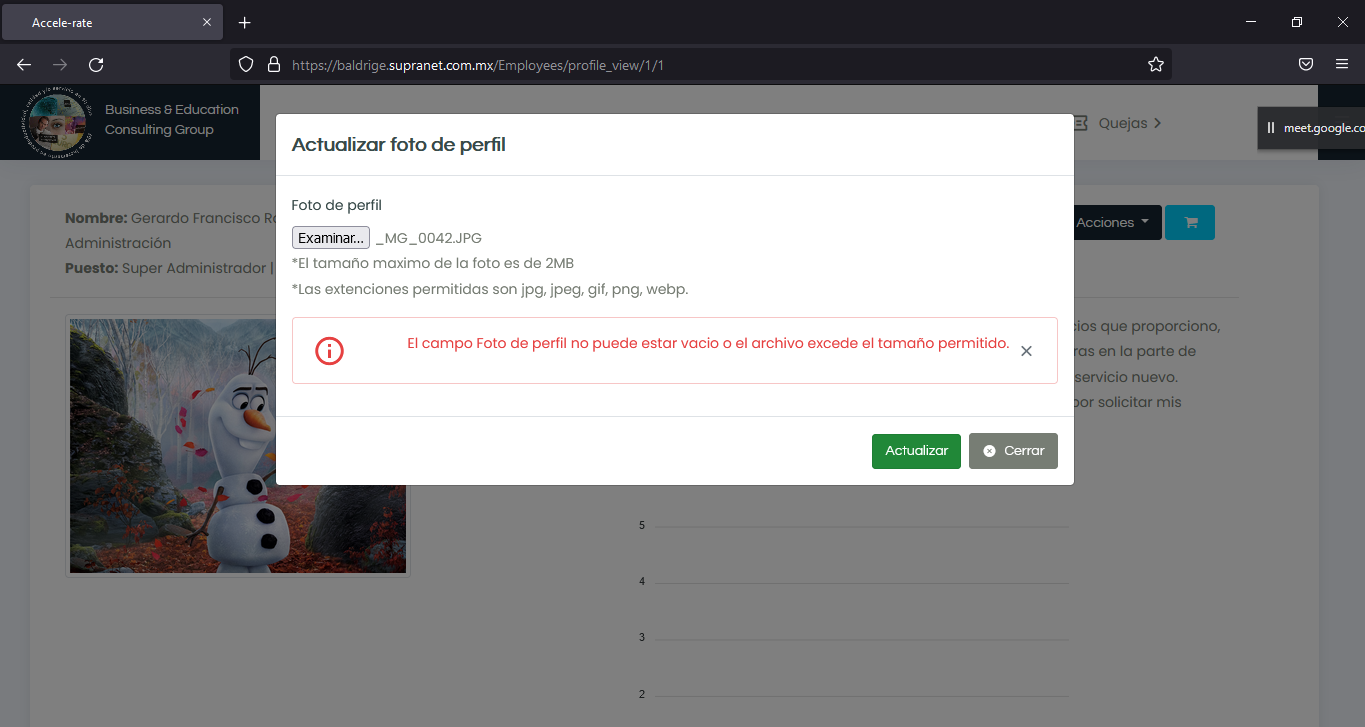 Accele-rate
https://baldrige.supranet.com.mx/Employees/profile_view/1/1
Business & Education
Consulting Group
Quejas
meet.google.co
Actualizar foto de perfil
Foto de perfil
Examinar... _MG_0042.JPG
*El tamaño maximo de la foto es de 2MB
*Las extenciones permitidas son jpg, jpeg, gif, png, webp.
El campo Foto de perfil no puede estar vacio o el archivo excede el tamaño permitido.
Actualizar
Cerrar
Nombre: Gerardo Francisco Ro
Administración
Puesto: Super Administrador |
Acciones
cios que proporciono,
ras en la parte de
servicio nuevo.
por solicitar mis
5
4
3
2